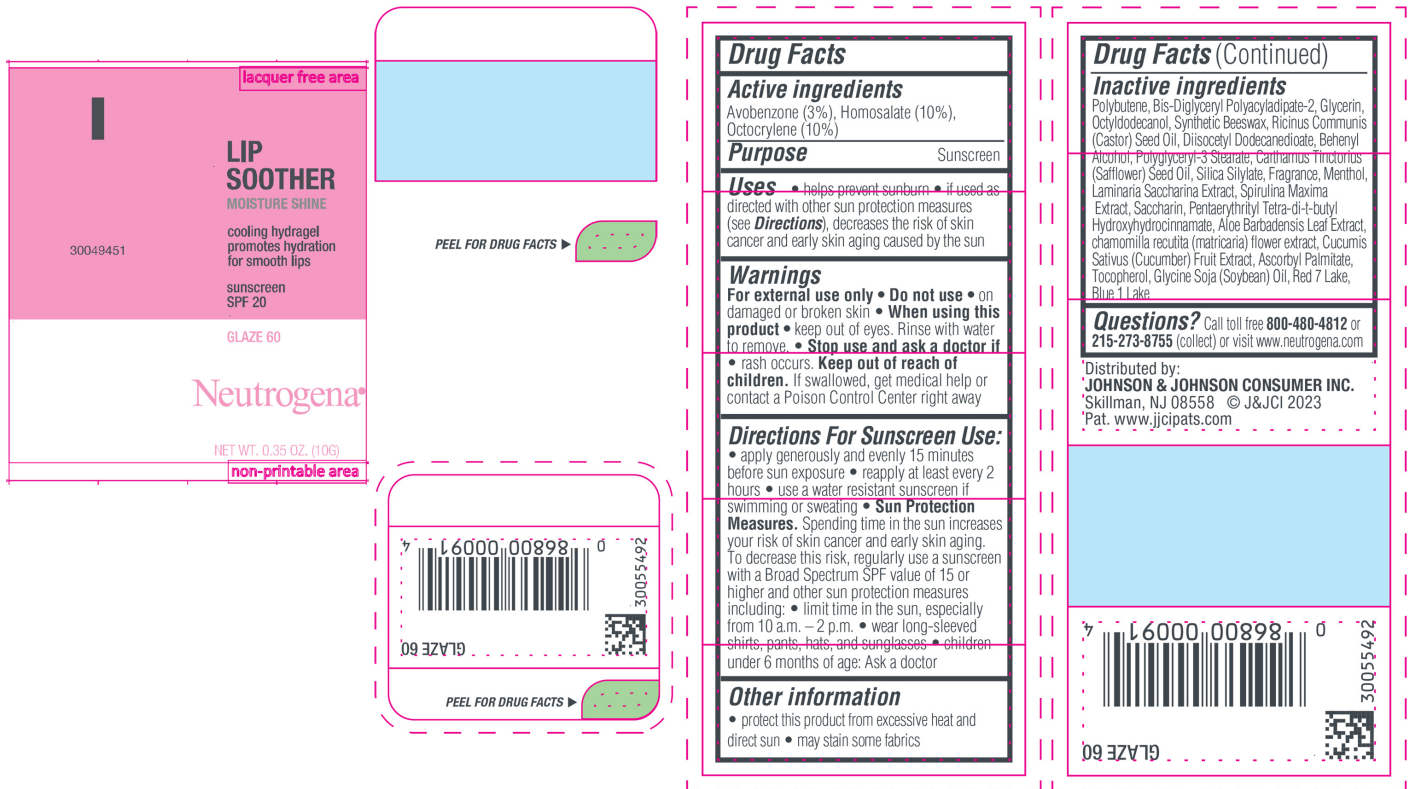 lacquer free area
LIP
SOOTHER
MOISTURE SHINE
cooling hydragel
promotes hydration
for smooth lips
30049451
sunscreen
SPF 20
GLAZE 60
Neutrogena®
NET WT. 0.35 OZ. (10G)
non-printable area
PEEL FOR DRUG FACTS ▶
0 86800 00091 4
30055492
GLAZE 60
PEEL FOR DRUG FACTS ▶
Drug Facts
Active ingredients
Avobenzone (3%), Homosalate (10%),
Octocrylene (10%)
Purpose Sunscreen
Uses • helps prevent sunburn • if used as
directed with other sun protection measures
(see Directions), decreases the risk of skin
cancer and early skin aging caused by the sun
Warnings
For external use only • Do not use • on
damaged or broken skin • When using this
product • keep out of eyes. Rinse with water
to remove. • Stop use and ask a doctor if
• rash occurs. Keep out of reach of
children. If swallowed, get medical help or
contact a Poison Control Center right away
Directions For Sunscreen Use:
• apply generously and evenly 15 minutes
before sun exposure • reapply at least every 2
hours • use a water resistant sunscreen if
swimming or sweating • Sun Protection
Measures. Spending time in the sun increases
your risk of skin cancer and early skin aging.
To decrease this risk, regularly use a sunscreen
with a Broad Spectrum SPF value of 15 or
higher and other sun protection measures
including: • limit time in the sun, especially
from 10 a.m. – 2 p.m. • wear long-sleeved
shirts, pants, hats, and sunglasses • children
under 6 months of age: Ask a doctor
Other information
• protect this product from excessive heat and
direct sun • may stain some fabrics
Drug Facts (Continued)
Inactive ingredients
Polybutene, Bis-Diglyceryl Polyacyladipate-2, Glycerin,
Octyldodecanol, Synthetic Beeswax, Ricinus Communis
(Castor) Seed Oil, Diisocetyl Dodecanedioate, Behenyl
Alcohol, Polyglyceryl-3 Stearate, Carthamus Tinctorius
(Safflower) Seed Oil, Silica Silylate, Fragrance, Menthol,
Laminaria Saccharina Extract, Spirulina Maxima
Extract, Saccharin, Pentaerythrityl Tetra-di-t-butyl
Hydroxyhydrocinnamate, Aloe Barbadensis Leaf Extract,
chamomilla recutita (matricaria) flower extract, Cucumis
Sativus (Cucumber) Fruit Extract, Ascorbyl Palmitate,
Tocopherol, Glycine Soja (Soybean) Oil, Red 7 Lake,
Blue 1 Lake
Questions? Call toll free 800-480-4812 or
215-273-8755 (collect) or visit www.neutrogena.com
Distributed by:
JOHNSON & JOHNSON CONSUMER INC.
Skillman, NJ 08558 © J&JCI 2023
Pat. www.jjcipats.com
0 86800 00091 4
30055492
GLAZE 60